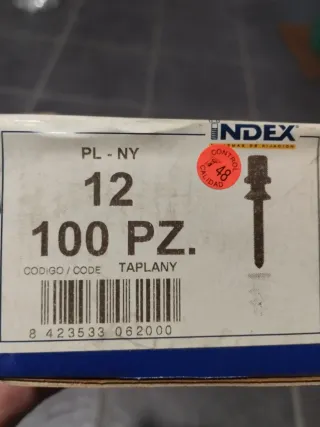 INDEX
PL - NY
CONTROL
48
CALIDAD
12
100 PZ.
CODIGO / CODE TAPLANY
8 423533 062000